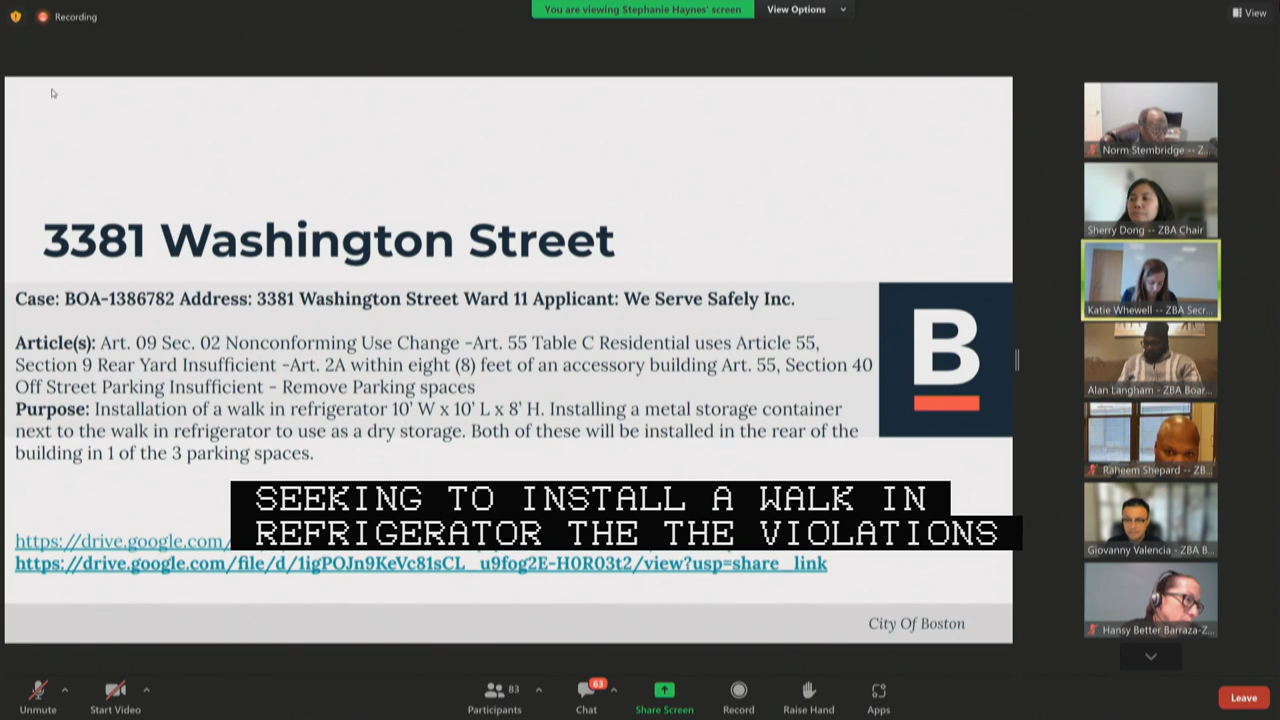 Recording
You are viewing Stephanie Haynes' screen
View Options
View
3381 Washington Street
Case: BOA-1386782 Address: 3381 Washington Street Ward 11 Applicant: We Serve Safely Inc.
Article(s): Art. 09 Sec. 02 Nonconforming Use Change -Art. 55 Table C Residential uses Article 55,
Section 9 Rear Yard Insufficient -Art. 2A within eight (8) feet of an accessory building Art. 55, Section 40
Off Street Parking Insufficient - Remove Parking spaces
Purpose: Installation of a walk in refrigerator 10' W x 10' L x 8' H. Installing a metal storage container
next to the walk in refrigerator to use as a dry storage. Both of these will be installed in the rear of the
building in 1 of the 3 parking spaces.
B
SEEKING TO INSTALL A WALK IN
REFRIGERATOR THE THE VIOLATIONS
https://drive.google.com/
https://drive.google.com/file/d/1igPOJn9KeVc81sCL_u9fog2E-H0R03t2/view?usp=share_link
City Of Boston
Norm Stembridge -- Z...
Sherry Dong -- ZBA Chair
Katie Whewell -- ZBA Secr...
Alan Langham - ZBA Boar...
Raheem Shepard -- ZB...
Giovanny Valencia - ZBA B...
Hansy Better Barraza-Z...
Unmute
Start Video
83
Participants
63
Chat
Share Screen
Record
Raise Hand
Apps
Leave